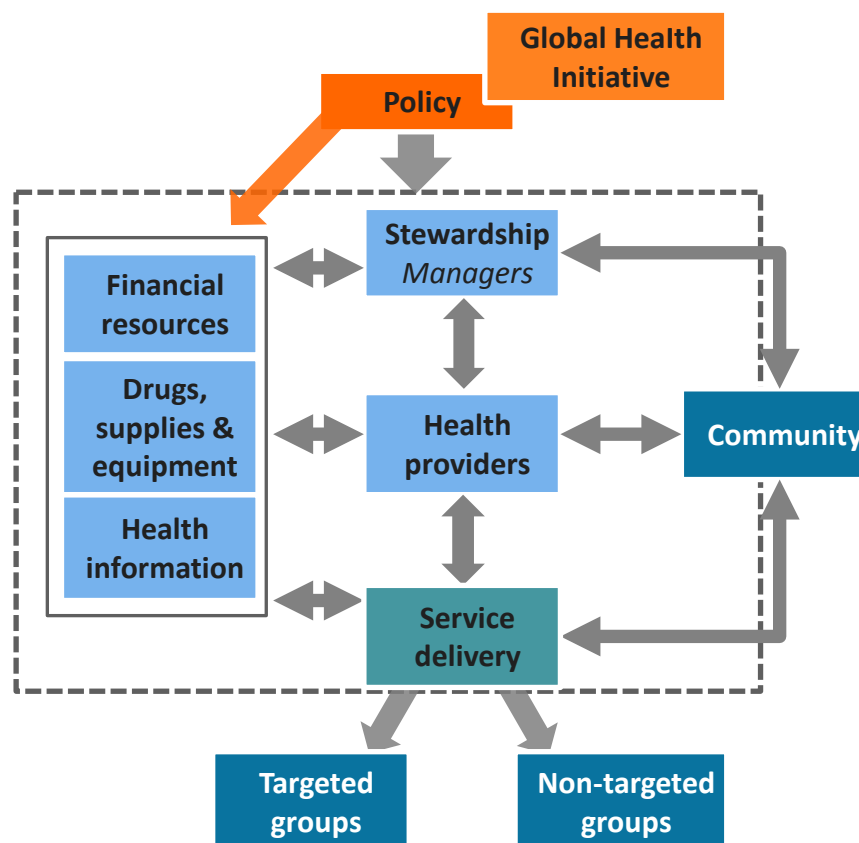 Global Health
Initiative
Policy
Stewardship
Managers
Financial
resources
Drugs,
supplies &
equipment
Health
providers
Community
Health
information
Service
delivery
Targeted
groups
Non-targeted
groups